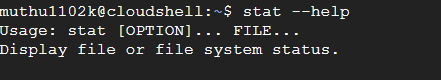 muthu1102k@cloudshell:~$ stat --help
Usage: stat [OPTION]... FILE...
Display file or file system status.